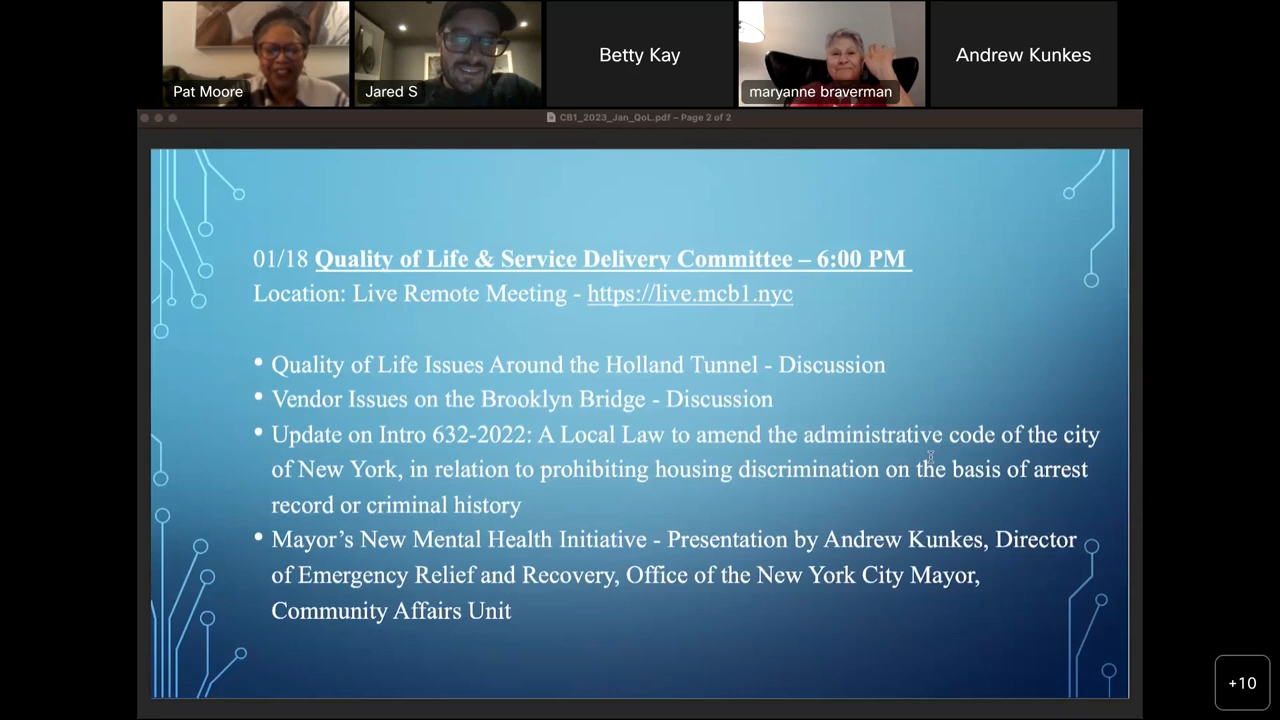 Pat Moore
Jared S
Betty Kay
maryanne braverman
Andrew Kunkes
CB1_2023_Jan_QoL.pdf – Page 2 of 2
01/18 Quality of Life & Service Delivery Committee – 6:00 PM
Location: Live Remote Meeting - https://live.mcb1.nyc
• Quality of Life Issues Around the Holland Tunnel - Discussion
• Vendor Issues on the Brooklyn Bridge - Discussion
• Update on Intro 632-2022: A Local Law to amend the administrative code of the city
of New York, in relation to prohibiting housing discrimination on the basis of arrest
record or criminal history
• Mayor’s New Mental Health Initiative - Presentation by Andrew Kunkes, Director
of Emergency Relief and Recovery, Office of the New York City Mayor,
Community Affairs Unit
+10